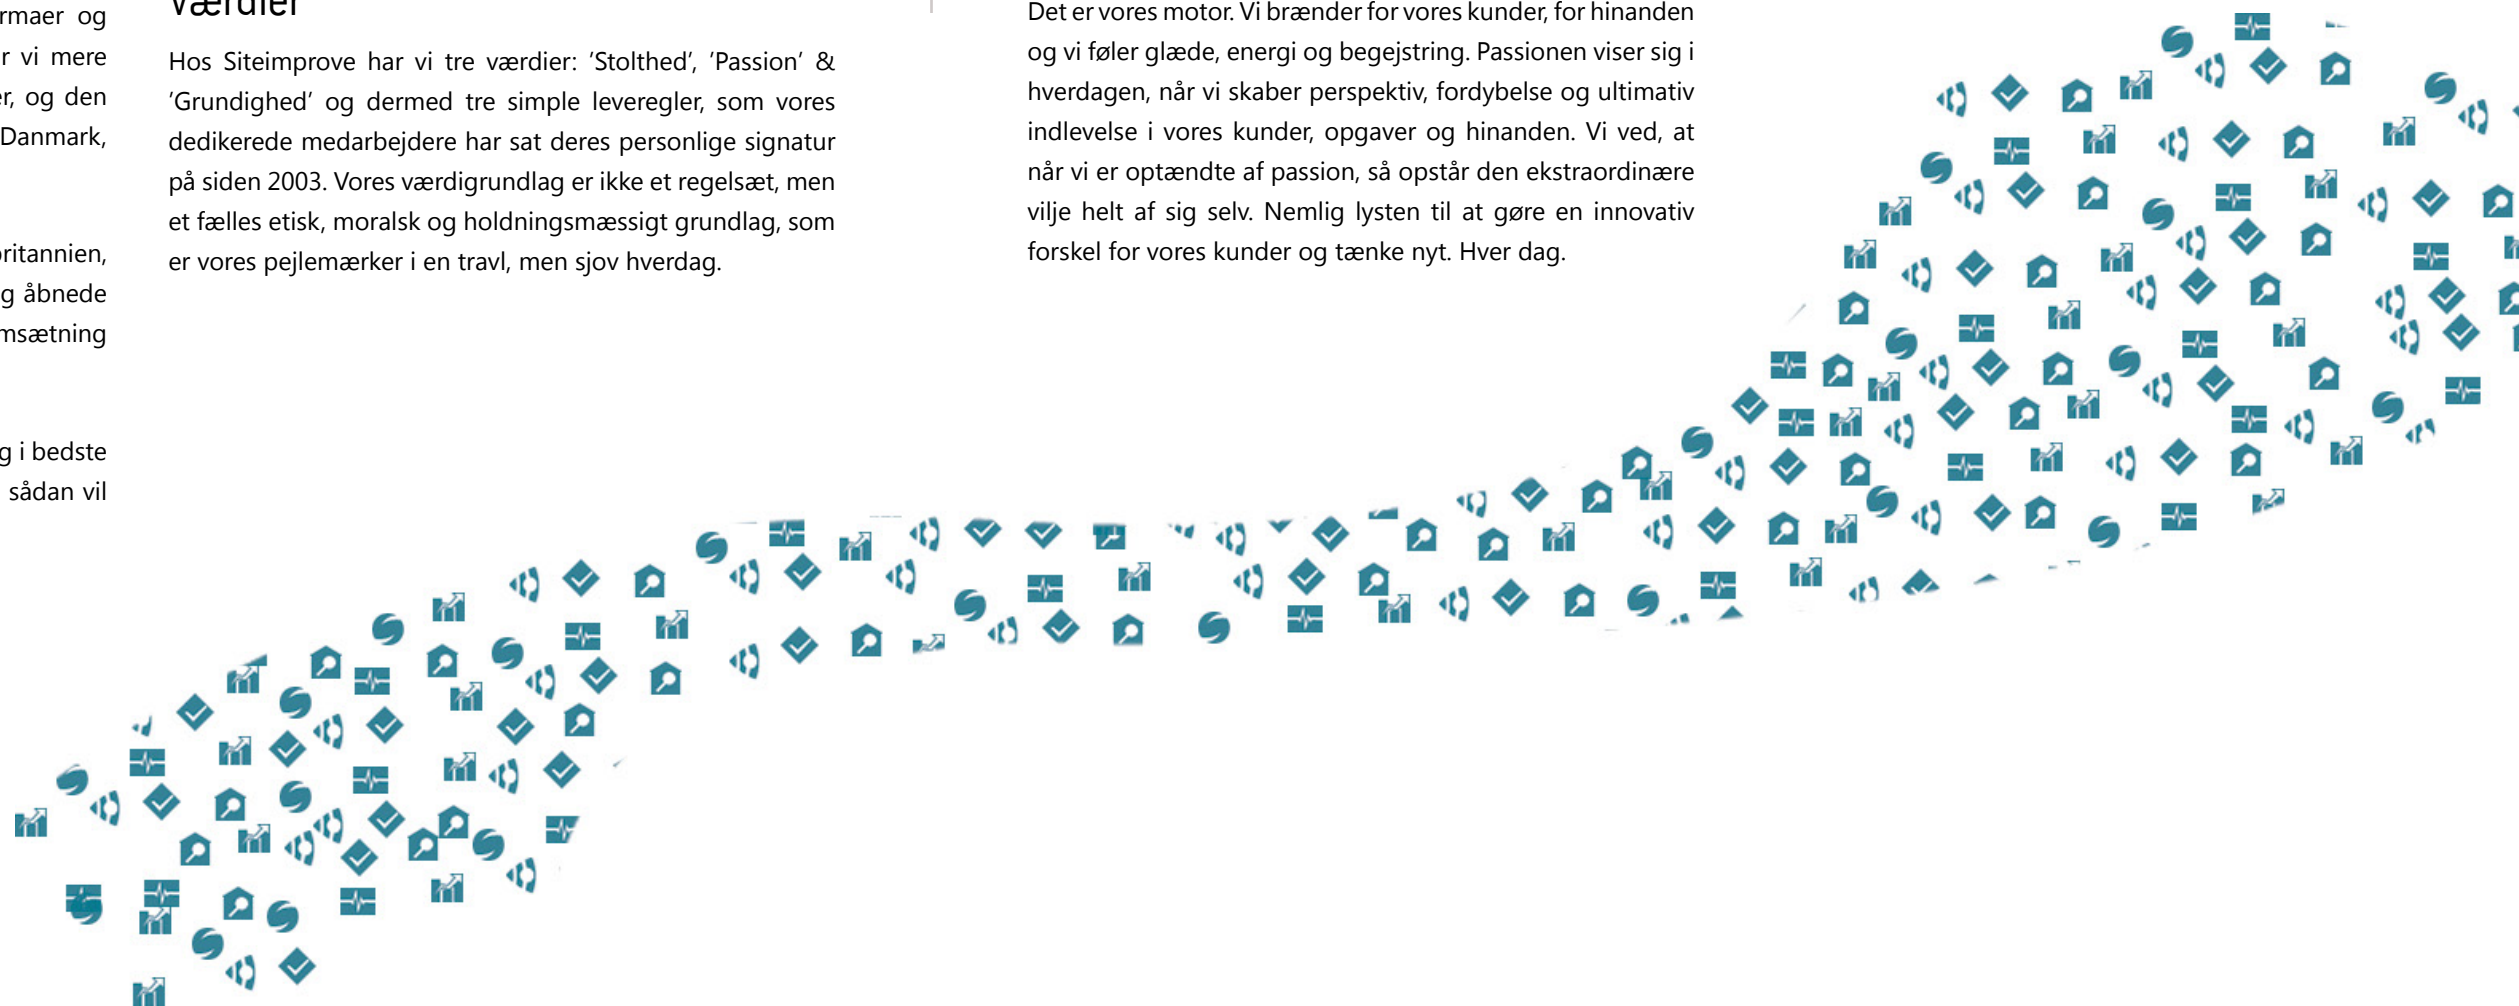 og
r vi mere
er, og den
Danmark,
g åbnede
g i bedste
sådan vil
Værdier
Hos Siteimprove har vi tre værdier: ’Stolthed’, ’Passion’ &
’Grundighed’ og dermed tre simple leveregler, som vores
dedikerede medarbejdere har sat deres personlige signatur
på siden 2003. Vores værdigrundlag er ikke et regelsæt, men
et fælles etisk, moralsk og holdningsmæssigt grundlag, som
er vores pejlemærker i en travl, men sjov hverdag.
Det er vores motor. Vi brænder for vores kunder, for hinanden
og vi føler glæde, energi og begejstring. Passionen viser sig i
hverdagen, når vi skaber perspektiv, fordybelse og ultimativ
indlevelse i vores kunder, opgaver og hinanden. Vi ved, at
når vi er optændte af passion, så opstår den ekstraordinære
vilje helt af sig selv. Nemlig lysten til at gøre en innovativ
forskel for vores kunder og tænke nyt. Hver dag.